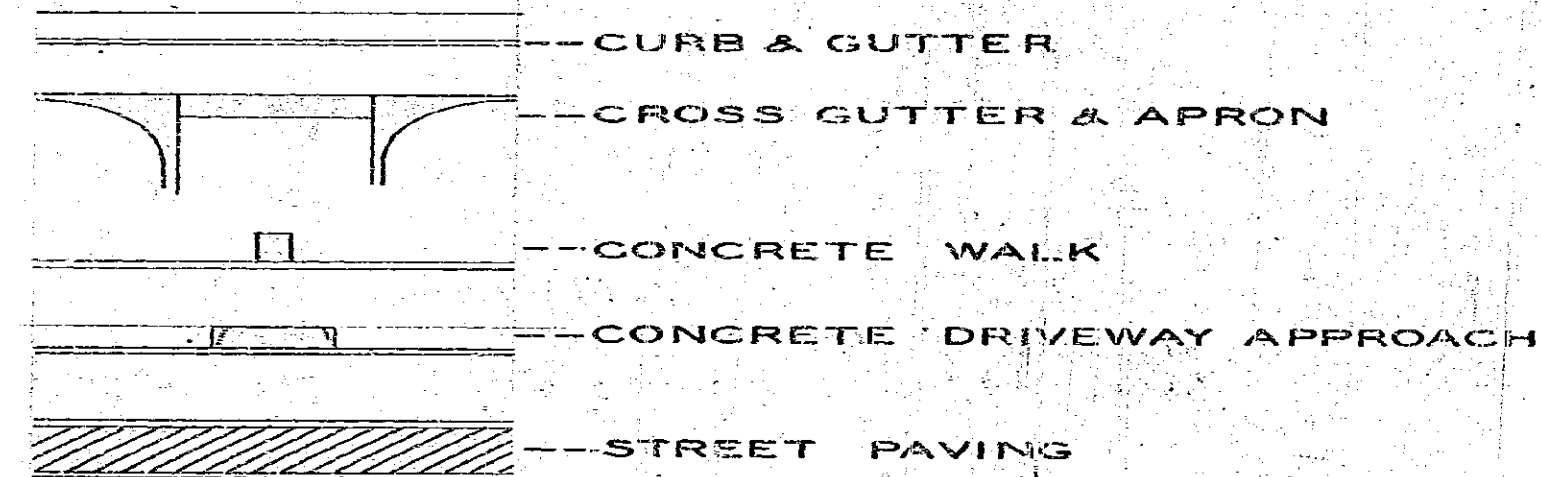 --CURB & GUTTER
--CROSS GUTTER & APRON
--CONCRETE WALK
--CONCRETE DRIVEWAY APPROACH
--STREET PAVING